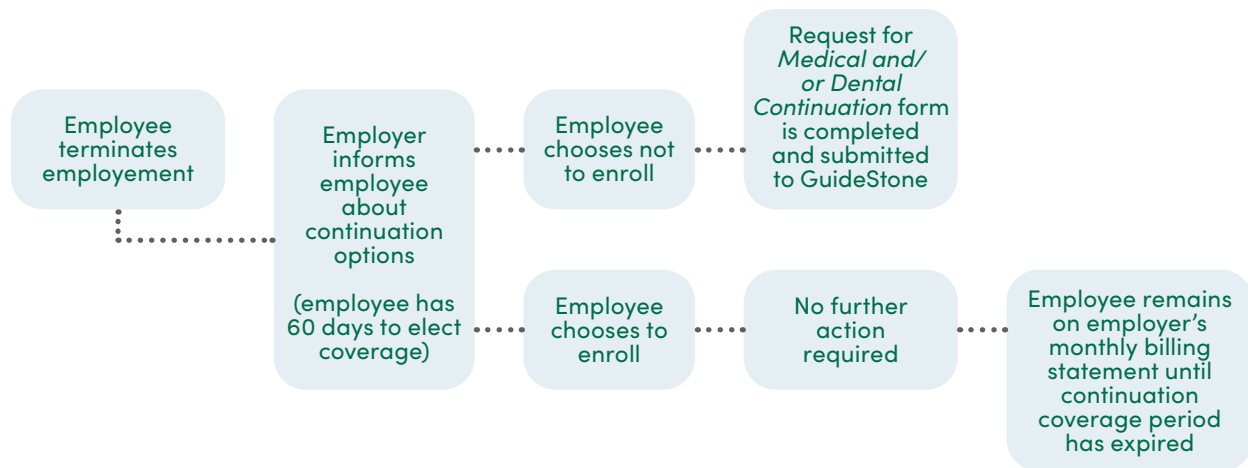 Employee
terminates
employement
Employer
informs
employee
about
continuation
options
(employee has
60 days to elect
coverage)
Employee
chooses not
to enroll
Request for
Medical and/
or Dental
Continuation form
is completed
and submitted
to GuideStone
Employee
chooses to
enroll
No further
action
required
Employee remains
on employer’s
monthly billing
statement until
continuation
coverage period
has expired